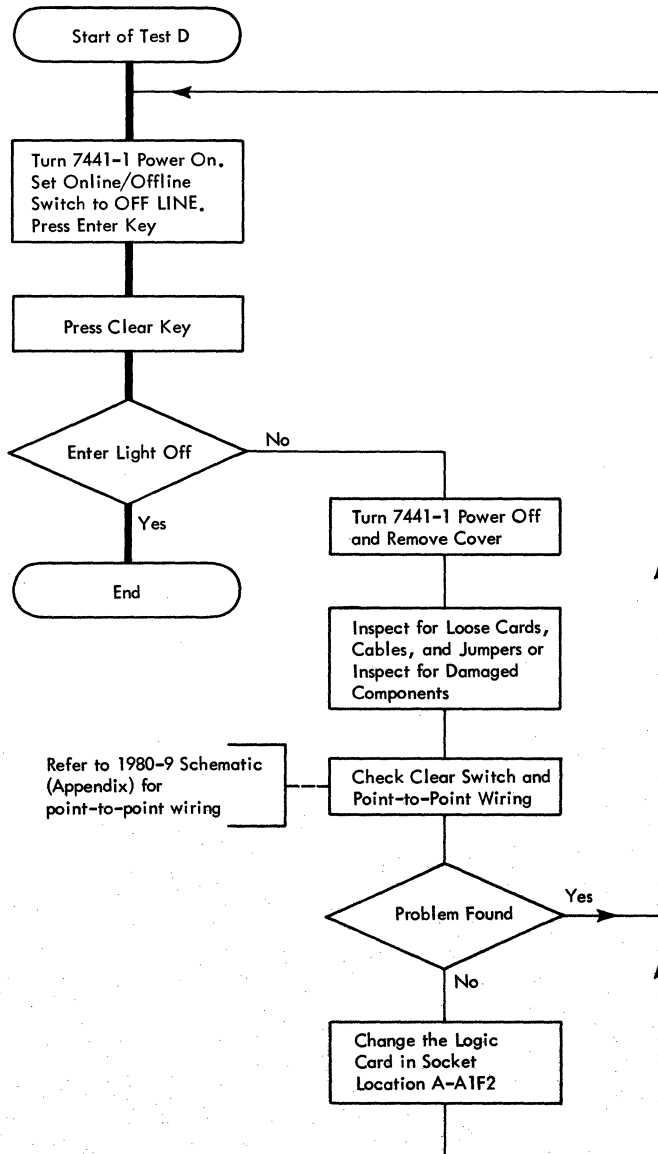 Start of Test D
Turn 7441-1 Power On.
Set Online/Offline
Switch to OFF LINE.
Press Enter Key
Press Clear Key
Enter Light Off
No
Yes
End
Turn 7441-1 Power Off
and Remove Cover
Inspect for Loose Cards,
Cables, and Jumpers or
Inspect for Damaged
Components
Refer to 1980-9 Schematic
(Appendix) for
point-to-point wiring
Check Clear Switch and
Point-to-Point Wiring
Problem Found
Yes
No
Change the Logic
Card in Socket
Location A-A1F2